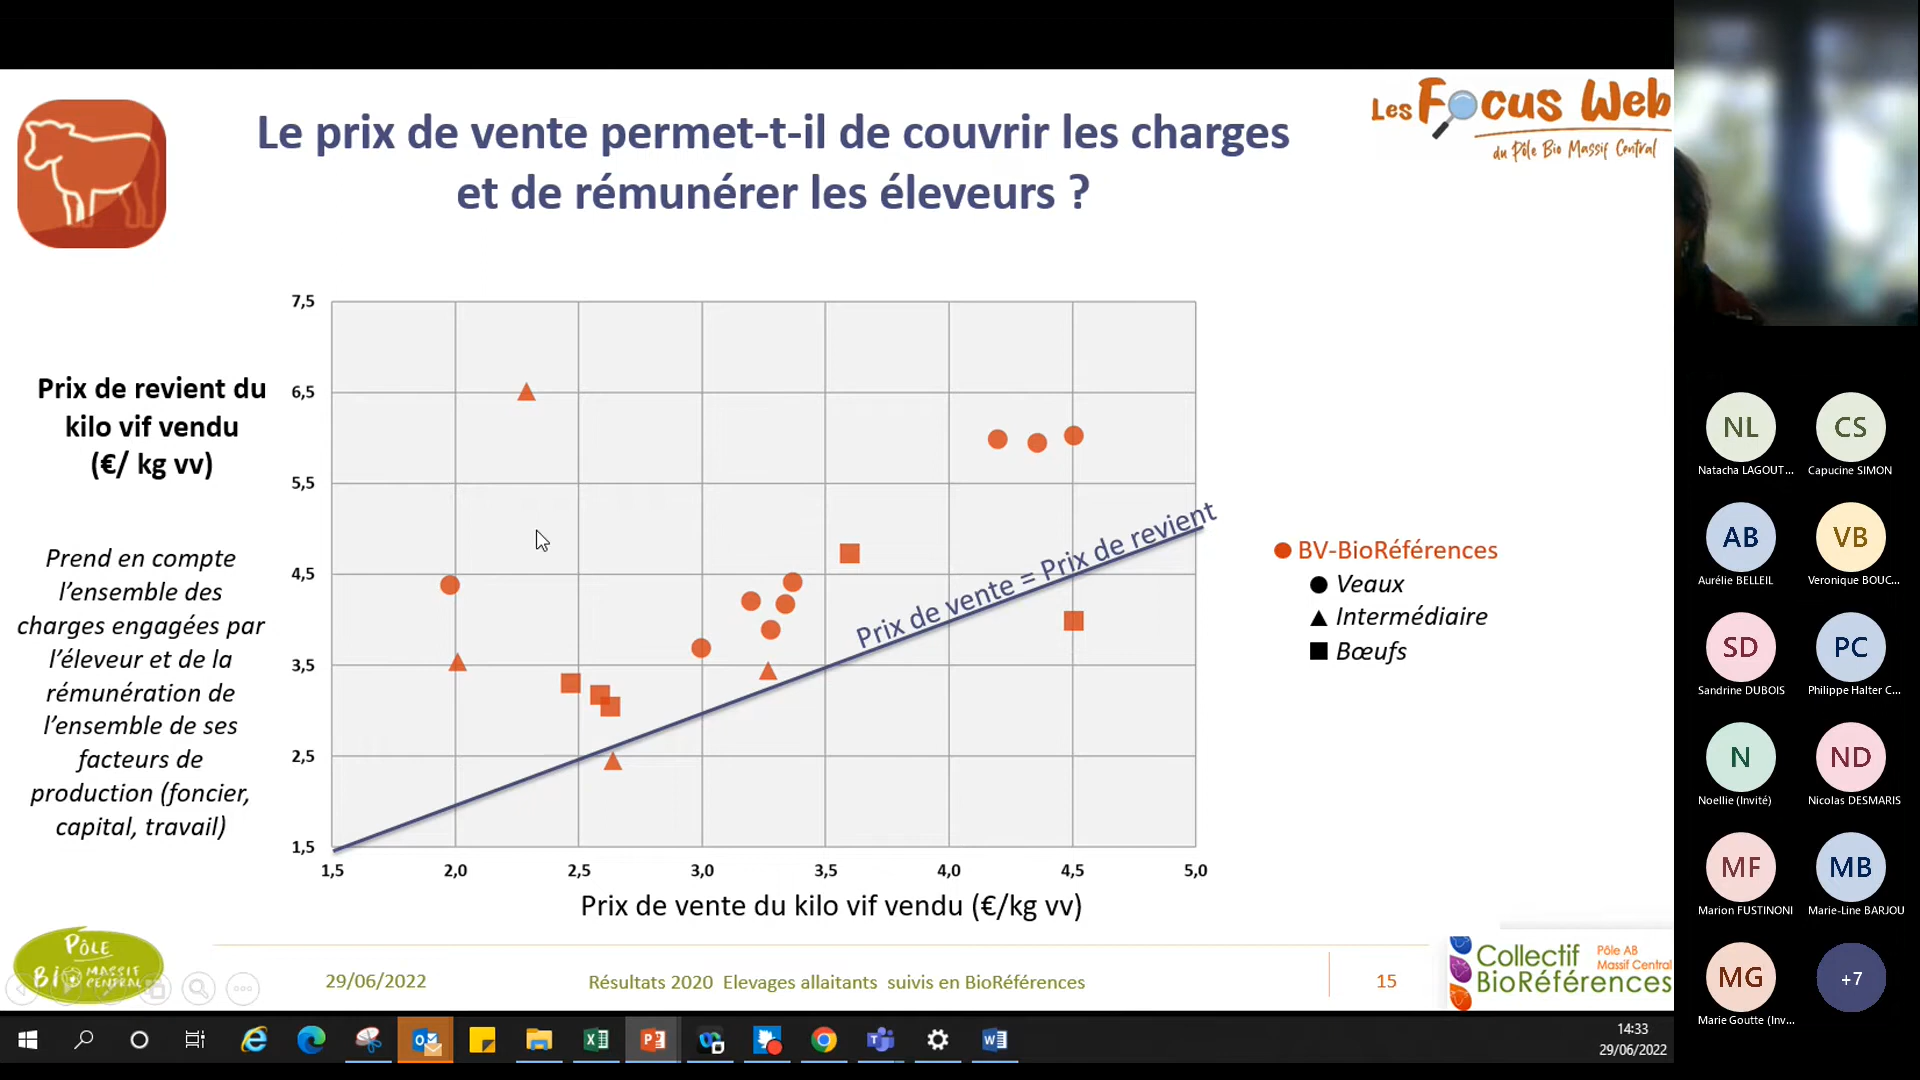 Les Focus Web
du Pôle Bio Massif Central
Le prix de vente permet-t-il de couvrir les charges
et de rémunérer les éleveurs ?
Prix de revient du
kilo vif vendu
(€/ kg vv)
Prend en compte
l’ensemble des
charges engagées par
l’éleveur et de la
rémunération de
l’ensemble de ses
facteurs de
production (foncier,
capital, travail)
7,5
6,5
5,5
4,5
3,5
2,5
1,5
1,5 2,0 2,5 3,0 3,5 4,0 4,5 5,0
Prix de vente du kilo vif vendu (€/kg vv)
Prix de vente = Prix de revient
BV-BioRéférences
Veaux
Intermédiaire
Bœufs
PÔLE
BIO MASSIF
CENTRAL
29/06/2022
Résultats 2020 Elevages allaitants suivis en BioRéférences
15
Collectif
BioRéférences
Pôle AB
Massif Central
NL
Natacha LAGOUT...
CS
Capucine SIMON
AB
Aurélie BELLEIL
VB
Veronique BOUC...
SD
Sandrine DUBOIS
PC
Philippe Halter C...
N
Noellie (Invité)
ND
Nicolas DESMARIS
MF
Marion FUSTINONI
MB
Marie-Line BARJOU
MG
Marie Goutte (Inv...
+7
14:33
29/06/2022